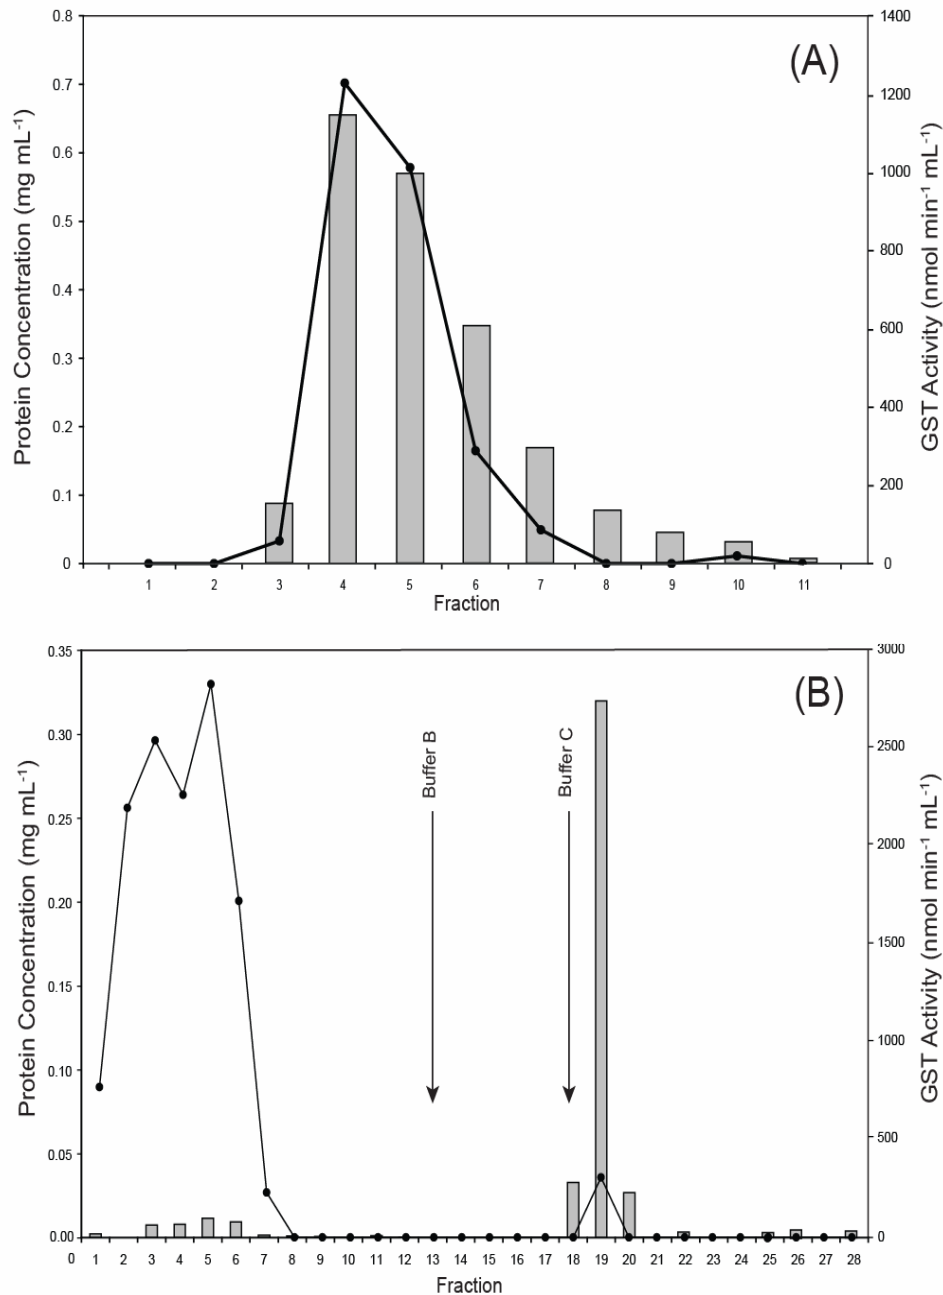 (A)
Protein Concentration (mg mL⁻¹)
0.8
0.7
0.6
0.5
0.4
0.3
0.2
0.1
0
1400
1200
1000
800
600
400
200
0
GST Activity (nmol min⁻¹ mL⁻¹)
1 2 3 4 5 6 7 8 9 10 11
Fraction
(B)
Protein Concentration (mg mL⁻¹)
0.35
0.30
0.25
0.20
0.15
0.10
0.05
0.00
Buffer B
Buffer C
3000
2500
2000
1500
1000
500
0
GST Activity (nmol min⁻¹ mL⁻¹)
0 1 2 3 4 5 6 7 8 9 10 11 12 13 14 15 16 17 18 19 20 21 22 23 24 25 26 27 28
Fraction